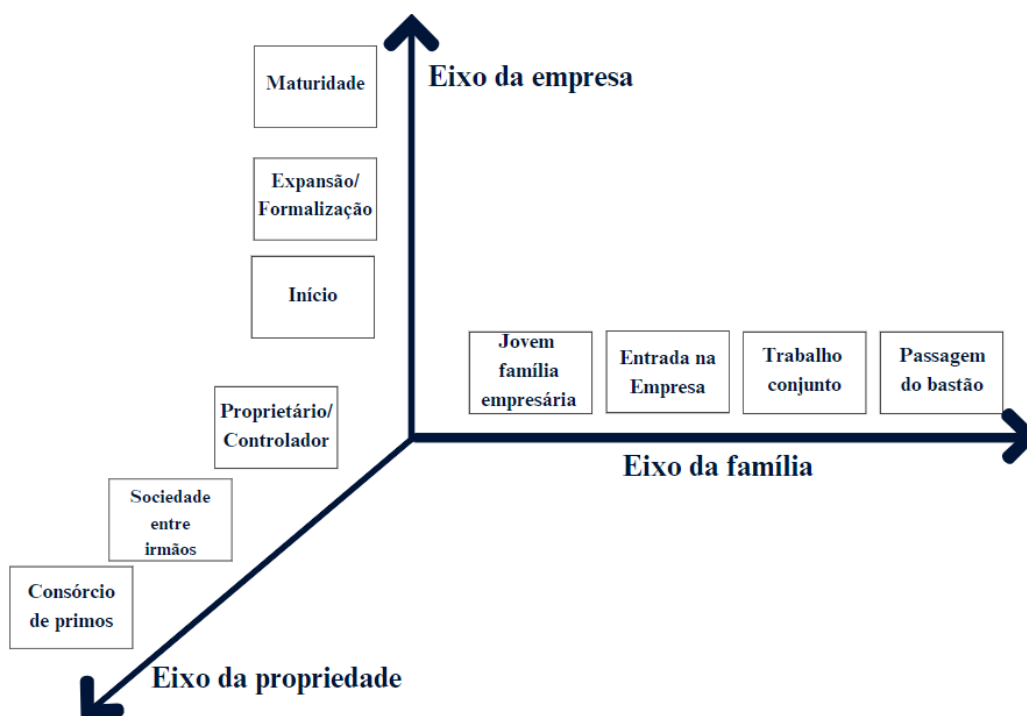 Maturidade
Eixo da empresa
Expansão/
Formalização
Início
Jovem
família
empresária
Entrada na
Empresa
Trabalho
conjunto
Passagem
do bastão
Proprietário/
Controlador
Eixo da família
Sociedade
entre
irmãos
Consórcio
de primos
Eixo da propriedade